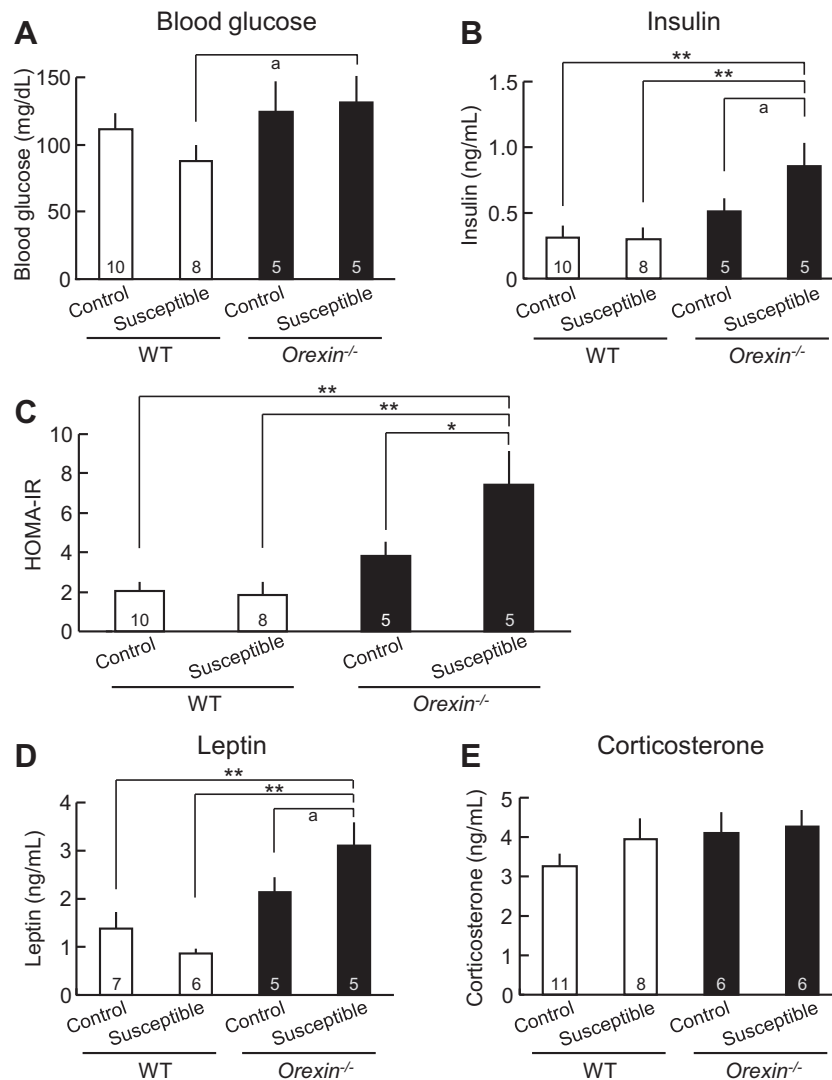 A
Blood glucose
Blood glucose (mg/dL)
150
100
50
0
a
10
8
5
5
Control
Susceptible
Control
Susceptible
WT
Orexin-/-
B
Insulin
Insulin (ng/mL)
1.5
1.0
0.5
0
**
**
a
10
8
5
5
Control
Susceptible
Control
Susceptible
WT
Orexin-/-
C
HOMA-IR
10
8
6
4
2
0
**
**
*
10
8
5
5
Control
Susceptible
Control
Susceptible
WT
Orexin-/-
D
Leptin
Leptin (ng/mL)
4
3
2
1
0
**
**
a
7
6
5
5
Control
Susceptible
Control
Susceptible
WT
Orexin-/-
E
Corticosterone
Corticosterone (ng/mL)
5
4
3
2
1
0
11
8
6
6
Control
Susceptible
Control
Susceptible
WT
Orexin-/-